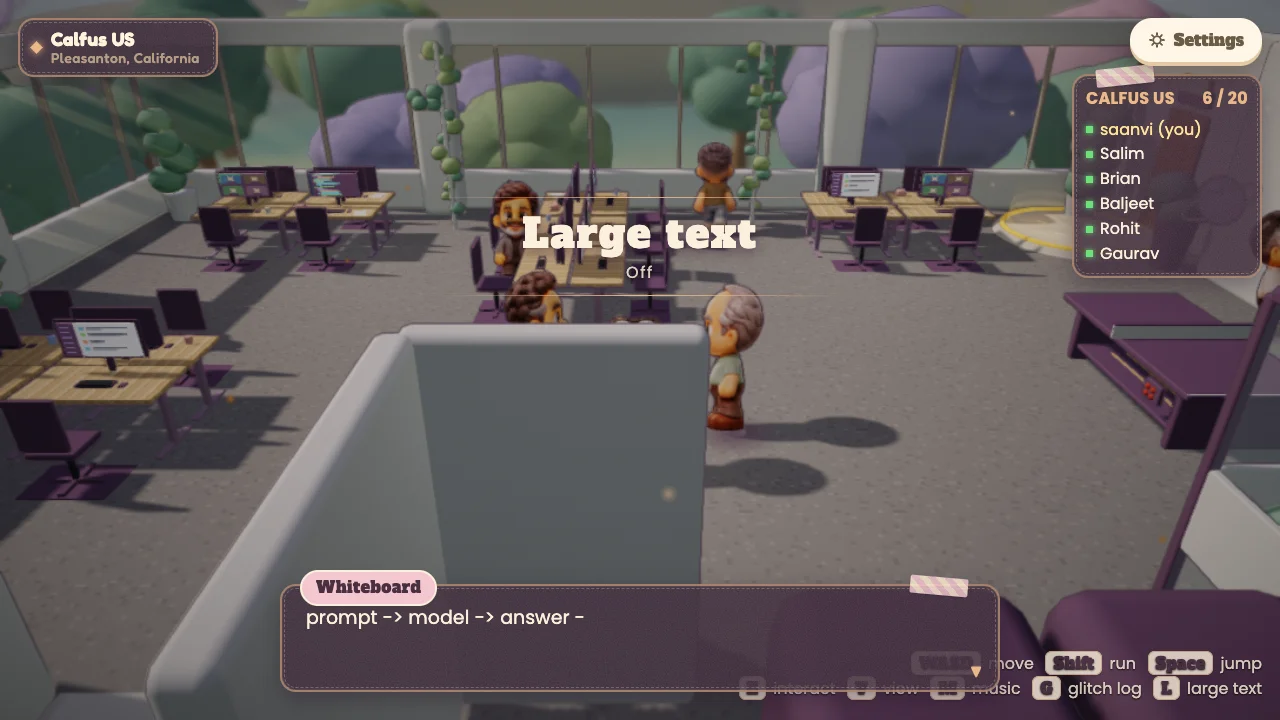 Calfus US
Pleasanton, California
Settings
CALFUS US 6 / 20
saanvi (you)
Salim
Brian
Baljeet
Rohit
Gaurav
Large text
Off
Whiteboard
prompt -> model -> answer -
WASD move Shift run Space jump
interact view music G glitch log L large text